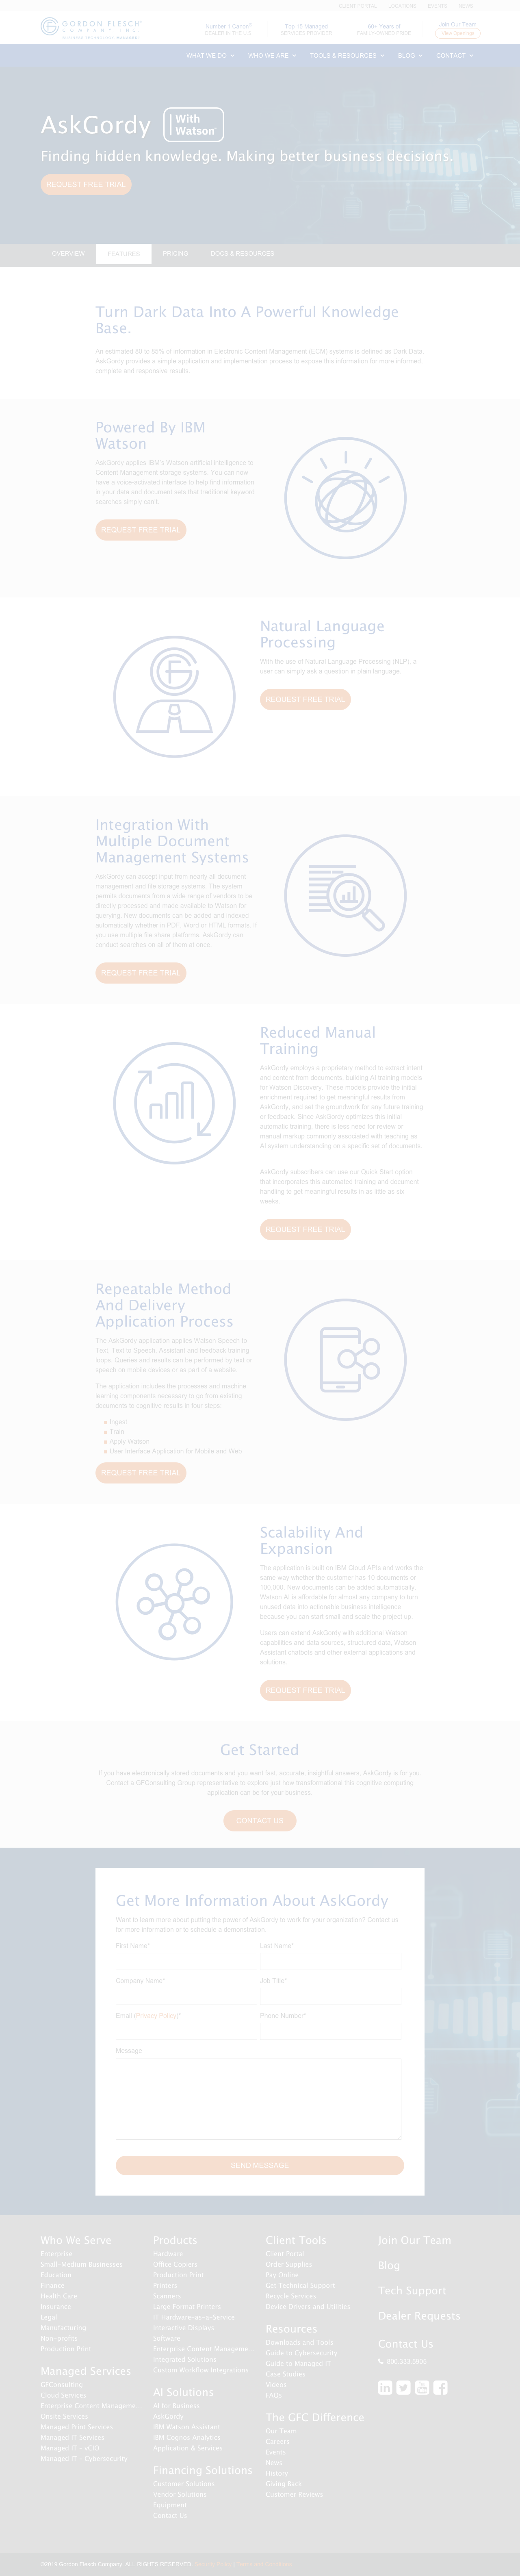 CLIENT PORTAL LOCATIONS EVENTS MORE
GORDON FLESCH
COMPANY, INC.
BUSINESS TECHNOLOGY MANAGED
Number 1 Canon®
DEALER IN THE U.S.
Top 15 Managed
SERVICES PROVIDER
60+ Years of
FAMILY OWNED PRIDE
Join Our Team
View Openings
WHAT WE DO WHO WE ARE TOOLS & RESOURCES BLOG CONTACT
AskGordy
With
Watson
Finding hidden knowledge. Making better business decisions.
REQUEST FREE TRIAL
OVERVIEW FEATURES PRICING DOCS & RESOURCES
Turn Dark Data Into A Powerful Knowledge
Base.
An estimated 80 to 85% of information in Electronic Content Management (ECM) systems is defined as Dark Data.
AskGordy provides a simple application and implementation process to expose this information for more informed,
complete and responsive results.
Powered By IBM
Watson
AskGordy applies IBM's Watson artificial intelligence to
Content Management storage systems. You can now
have a voice-activated interface to help find information
in your data and document sets that traditional keyword
searches simply can't.
REQUEST FREE TRIAL
Natural Language
Processing
With the use of Natural Language Processing (NLP), a
user can simply ask a question in plain language.
REQUEST FREE TRIAL
Integration With
Multiple Document
Management Systems
AskGordy can accept input from nearly all document
management and file storage systems. The system
permits documents from a wide range of vendors to be
directly processed and made available to Watson for
querying. New documents can be added and indexed
automatically whether in PDF, Word or HTML formats. If
you use multiple file share platforms, AskGordy can
conduct searches on all of them at once.
REQUEST FREE TRIAL
Reduced Manual
Training
AskGordy employs a proprietary method to extract intent
and content from documents, building AI training models
for Watson Discovery. These models provide the initial
enrichment required to get meaningful results from
AskGordy, and set the groundwork for any future training
or feedback. Since AskGordy optimizes this initial
automatic training, there is less need for review or
manual markup commonly associated with teaching an
AI system understanding on a specific set of documents.
AskGordy subscribers can use our Quick Start option
that incorporates this automated training and document
handling to get meaningful results in as little as six
weeks.
REQUEST FREE TRIAL
Repeatable Method
And Delivery
Application Process
The AskGordy application applies Watson Speech to
Text, Text to Speech, Assistant and feedback training
loops. Queries and results can be performed by text or
speech on mobile devices or as part of a website.
The application includes the processes and machine
learning components necessary to go from existing
documents to cognitive results in four steps:
Ingest
Train
Apply Watson
User Interface Application for Mobile and Web
REQUEST FREE TRIAL
Scalability And
Expansion
The application is built on IBM Cloud APIs and works the
same way whether the customer has 10 documents or
100,000. New documents can be added automatically.
Watson AI is affordable for almost any company to turn
unused data into actionable business intelligence
because you can start small and scale the project up.
Users can extend AskGordy with additional Watson
capabilities and data sources, structured data, Watson
Assistant chatbots and other external applications and
solutions.
REQUEST FREE TRIAL
Get Started
If you have electronically stored documents and you want fast, accurate, insightful answers, AskGordy is for you.
Contact a GFConsulting Group representative to explore just how transformational this cognitive computing
application can be for your business.
CONTACT US
Get More Information About AskGordy
Want to learn more about putting the power of AskGordy to work for your organization? Contact us
for more information or to schedule a demonstration.
First Name* Last Name*
Company Name* Job Title*
Email (Privacy Policy)* Phone Number*
Message
SEND MESSAGE
Who We Serve
Enterprise
Small-Medium Businesses
Education
Finance
Health Care
Insurance
Legal
Manufacturing
Non-profits
Production Print
Managed Services
GFConsulting
Cloud Services
Enterprise Content Manageme...
Onsite Services
Managed Print Services
Managed IT Services
Managed IT - vCIO
Managed IT - Cybersecurity
Products
Hardware
Office Copiers
Production Print
Printers
Scanners
Large Format Printers
IT Hardware-as-a-Service
Interactive Displays
Software
Enterprise Content Manageme...
Integrated Solutions
Custom Workflow Integrations
AI Solutions
AI for Business
AskGordy
IBM Watson Assistant
IBM Cognos Analytics
Application & Services
Financing Solutions
Customer Solutions
Vendor Solutions
Equipment
Contact Us
Client Tools
Client Portal
Order Supplies
Pay Online
Get Technical Support
Recycle Services
Device Drivers and Utilities
Resources
Downloads and Tools
Guide to Cybersecurity
Guide to Managed IT
Case Studies
Videos
FAQs
The GFC Difference
Our Team
Careers
Events
News
History
Giving Back
Customer Reviews
Join Our Team
Blog
Tech Support
Dealer Requests
Contact Us
©2019 Gordon Flesch Company. ALL RIGHTS RESERVED.